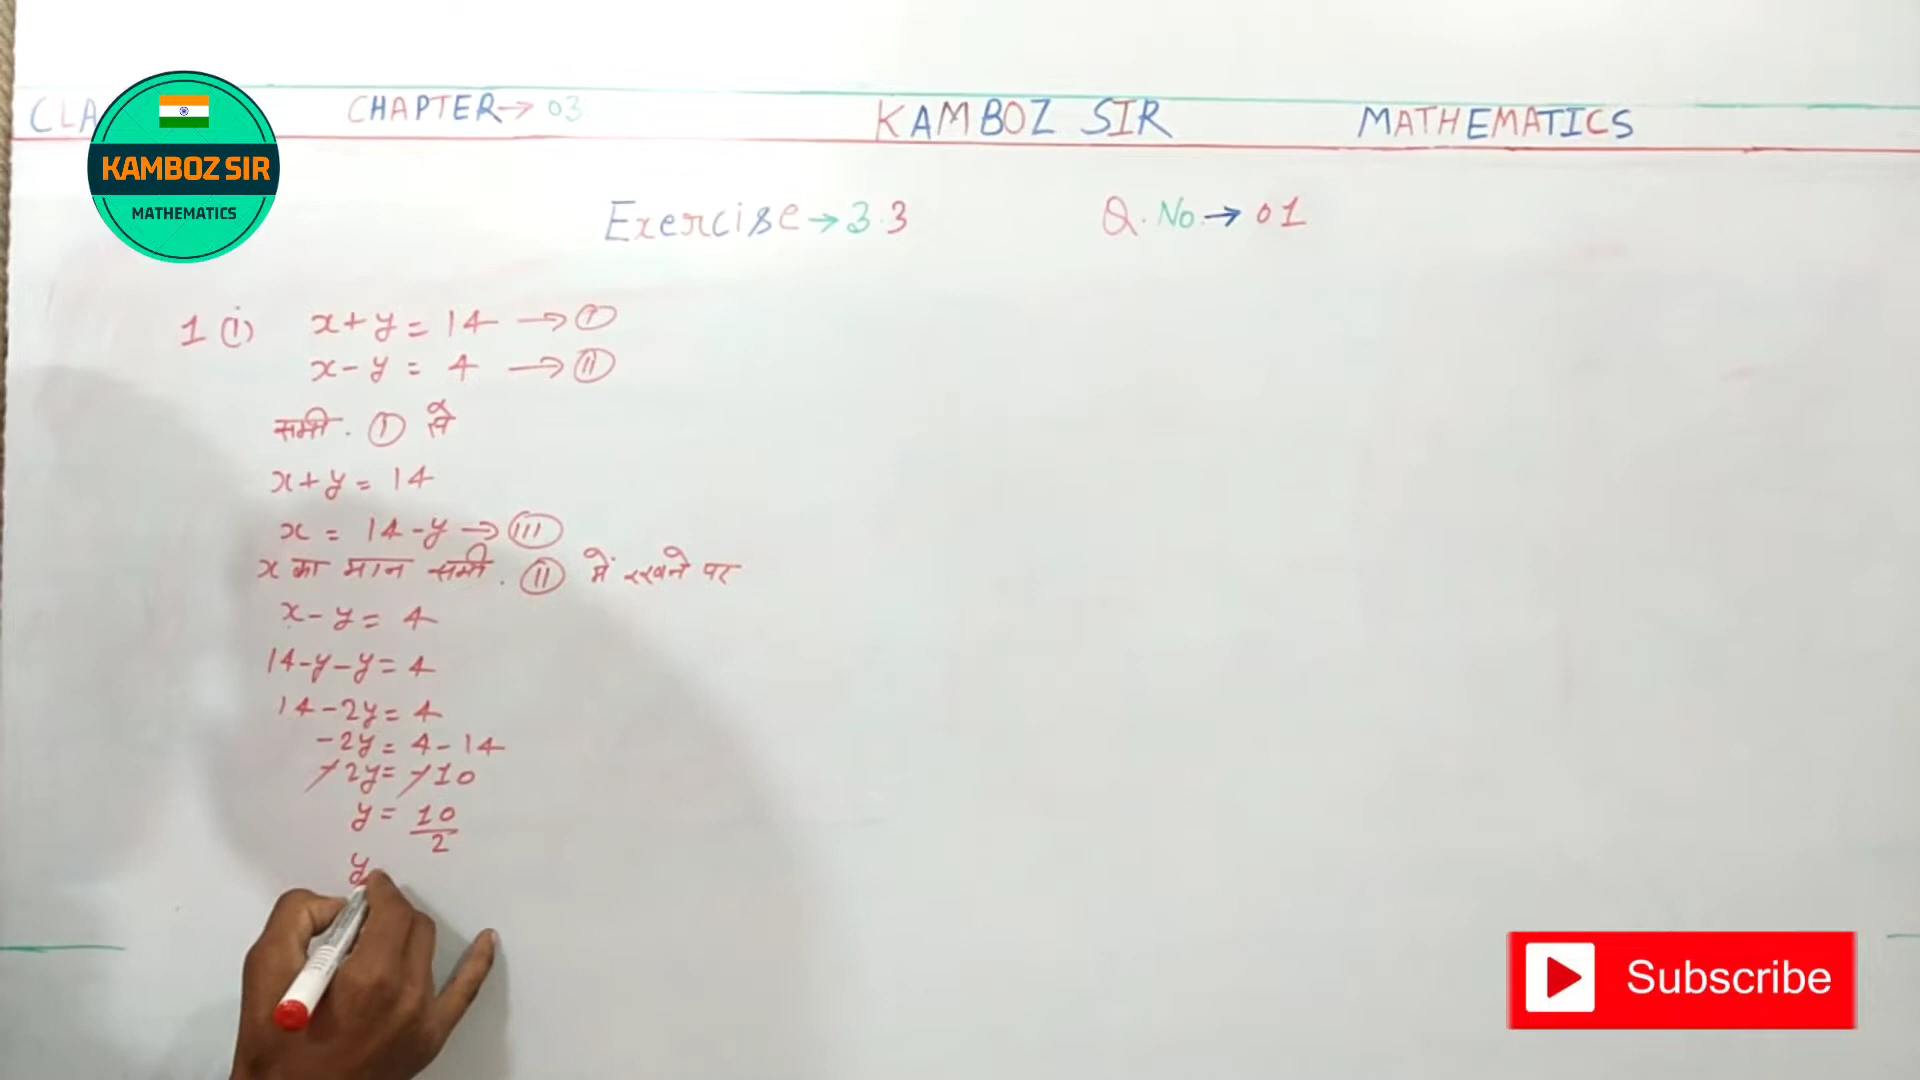 CLA
CHAPTER→03
KAMBOZ SIR
MATHEMATICS
KAMBOZ SIR
MATHEMATICS
Exercise→3.3
Q.No.→01
1 (i) x+y=14 →(I)
x-y=4 →(II)
समी. (I) से
x+y=14
x=14-y→(III)
x का मान समी. (II) में रखने पर
x-y=4
14-y-y=4
14-2y=4
-2y=4-14
-2y=-10
y=10/2
y
Subscribe